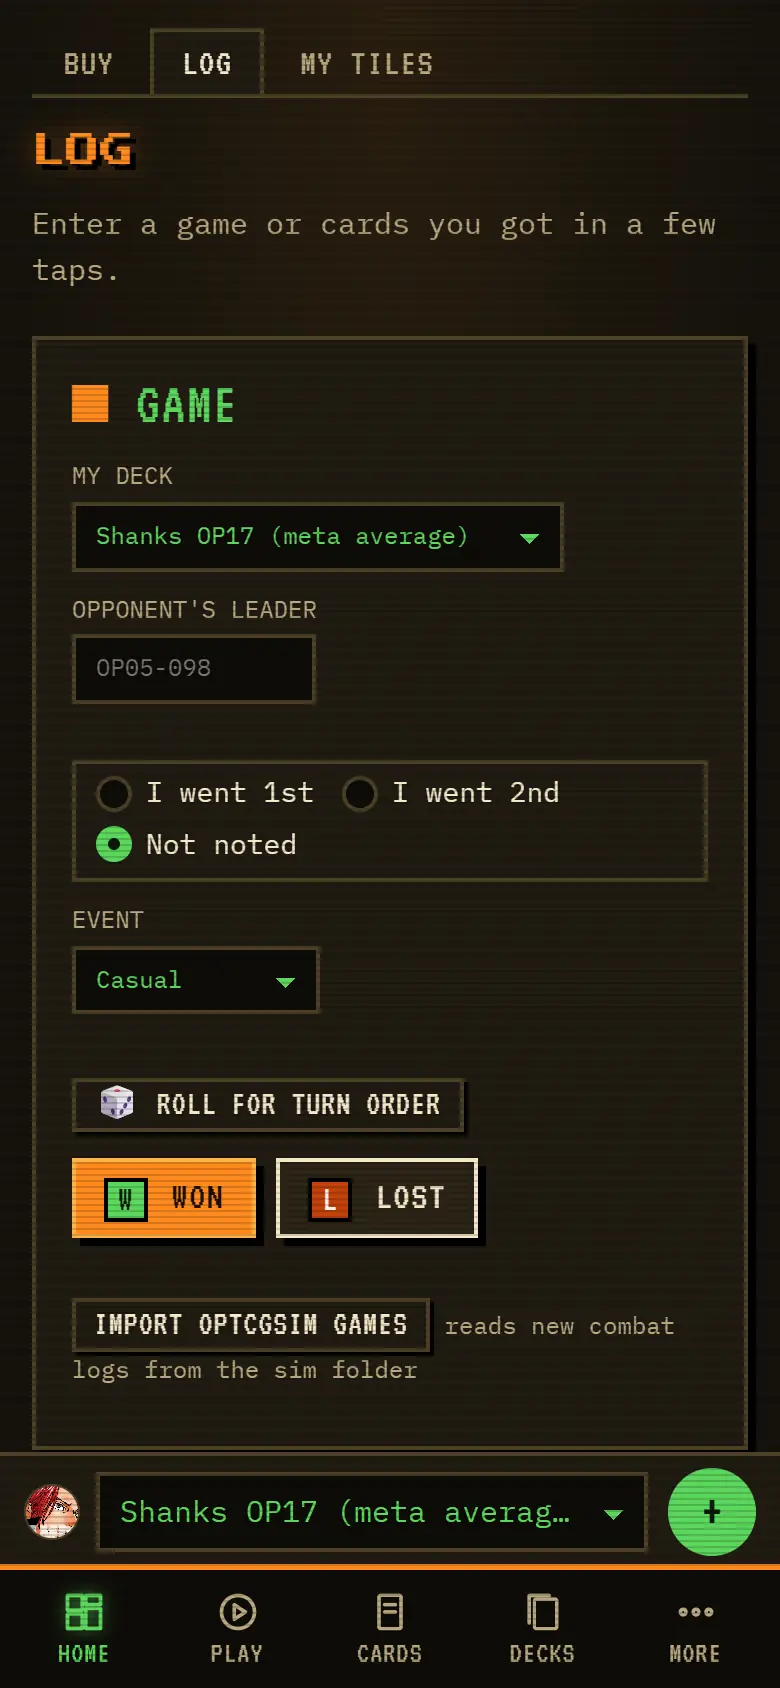 BUY LOG MY TILES
LOG
Enter a game or cards you got in a few
taps.
GAME
MY DECK
Shanks OP17 (meta average)
OPPONENT'S LEADER
OP05-098
I went 1st I went 2nd
Not noted
EVENT
Casual
ROLL FOR TURN ORDER
W WON L LOST
IMPORT OPTCGSIM GAMES reads new combat
logs from the sim folder
Shanks OP17 (meta averag…
+
HOME PLAY CARDS DECKS MORE